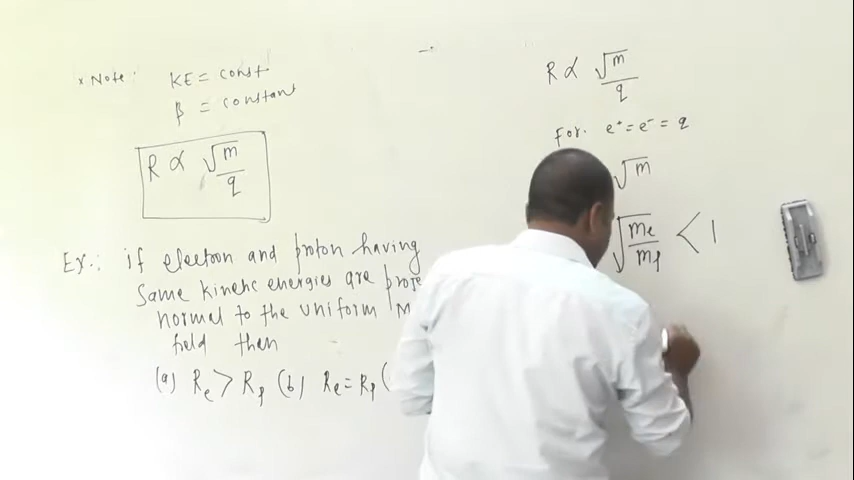 * Note: KE = const
β = constant
R ∝ √m/q
Ex.: if electron and proton having
Same kinetic energies are
normal to the uniform
field then
(a) Re > Rp (b) Re = Rp (
R ∝ √m/q
For. e⁺ = e⁻ = q
√m
√me/mp < 1